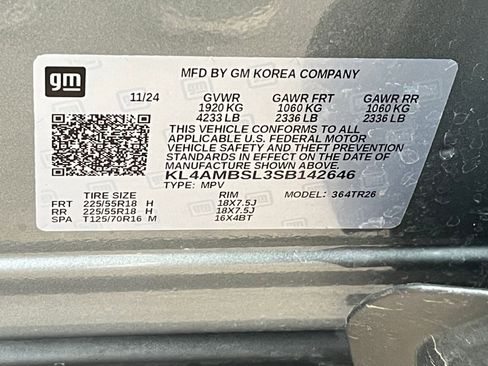 gm
MFD BY GM KOREA COMPANY
11/24 GVWR GAWR FRT GAWR RR
1920 KG 1060 KG 1060 KG
4233 LB 2336 LB 2336 LB
THIS VEHICLE CONFORMS TO ALL
APPLICABLE U.S. FEDERAL MOTOR
VEHICLE SAFETY AND THEFT PREVENTION
STANDARDS IN EFFECT ON THE DATE OF
MANUFACTURE SHOWN ABOVE.
KL4AMBSL3SB142646
TYPE: MPV
TIRE SIZE RIM MODEL: 364TR26
FRT 225/55R18 H 18X7.5J
RR 225/55R18 H 18X7.5J
SPA T125/70R16 M 16X4BT